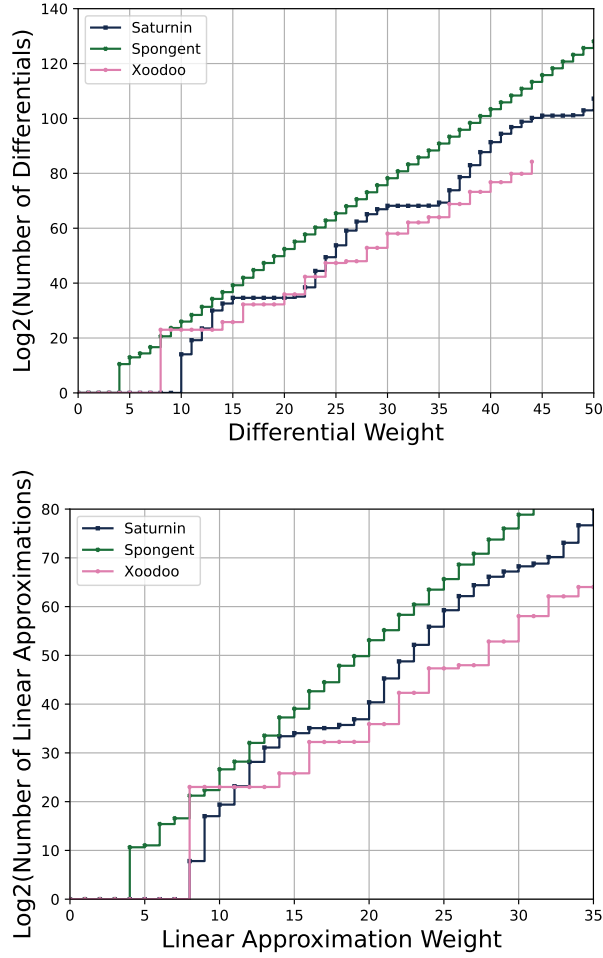 Log2(Number of Differentials)
140
120
100
80
60
40
20
0
Saturnin
Spongent
Xoodoo
0 5 10 15 20 25 30 35 40 45 50
Differential Weight
Log2(Number of Linear Approximations)
80
70
60
50
40
30
20
10
0
Saturnin
Spongent
Xoodoo
0 5 10 15 20 25 30 35
Linear Approximation Weight